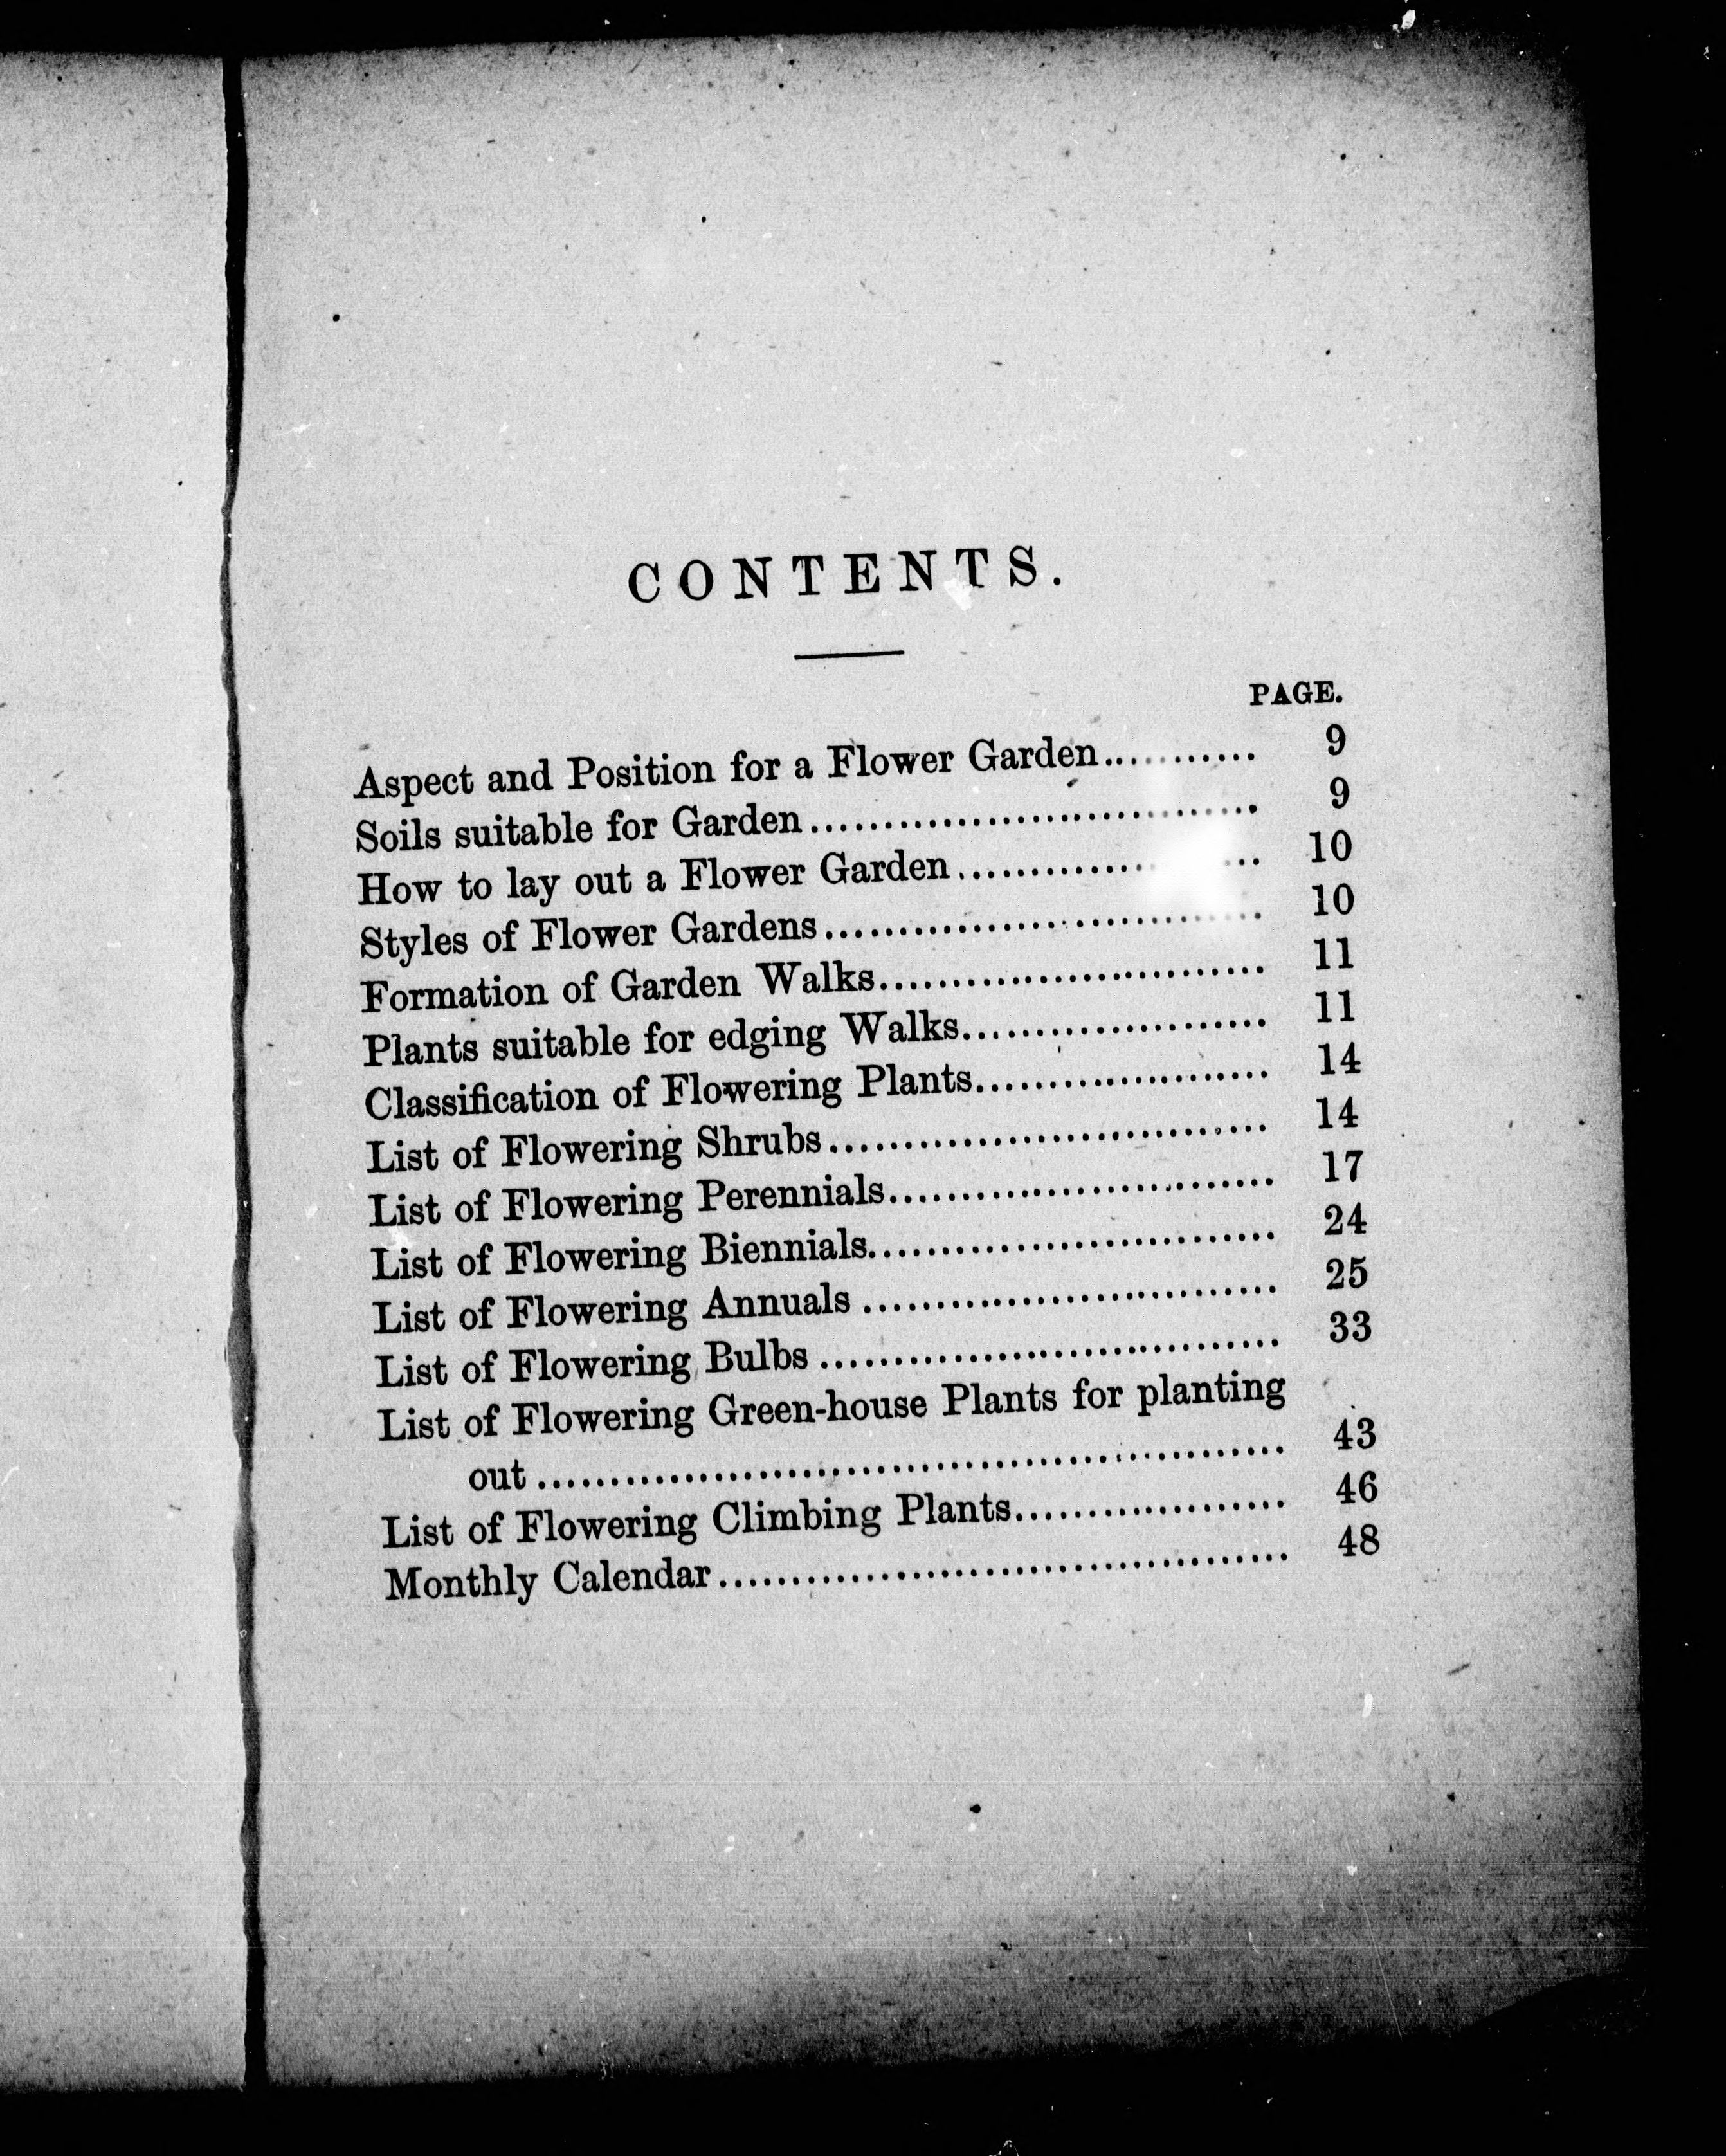 CONTENTS.
PAGE.
Aspect and Position for a Flower Garden........... 9
Soils suitable for Garden............................... 9
How to lay out a Flower Garden................ ... 10
Styles of Flower Gardens.............................. 10
Formation of Garden Walks........................... 11
Plants suitable for edging Walks..................... 11
Classification of Flowering Plants.................... 14
List of Flowering Shrubs.............................. 14
List of Flowering Perennials.......................... 17
List of Flowering Biennials............................ 24
List of Flowering Annuals ............................ 25
List of Flowering Bulbs ................................ 33
List of Flowering Green-house Plants for planting
out.................................................... 43
List of Flowering Climbing Plants................... 46
Monthly Calendar....................................... 48